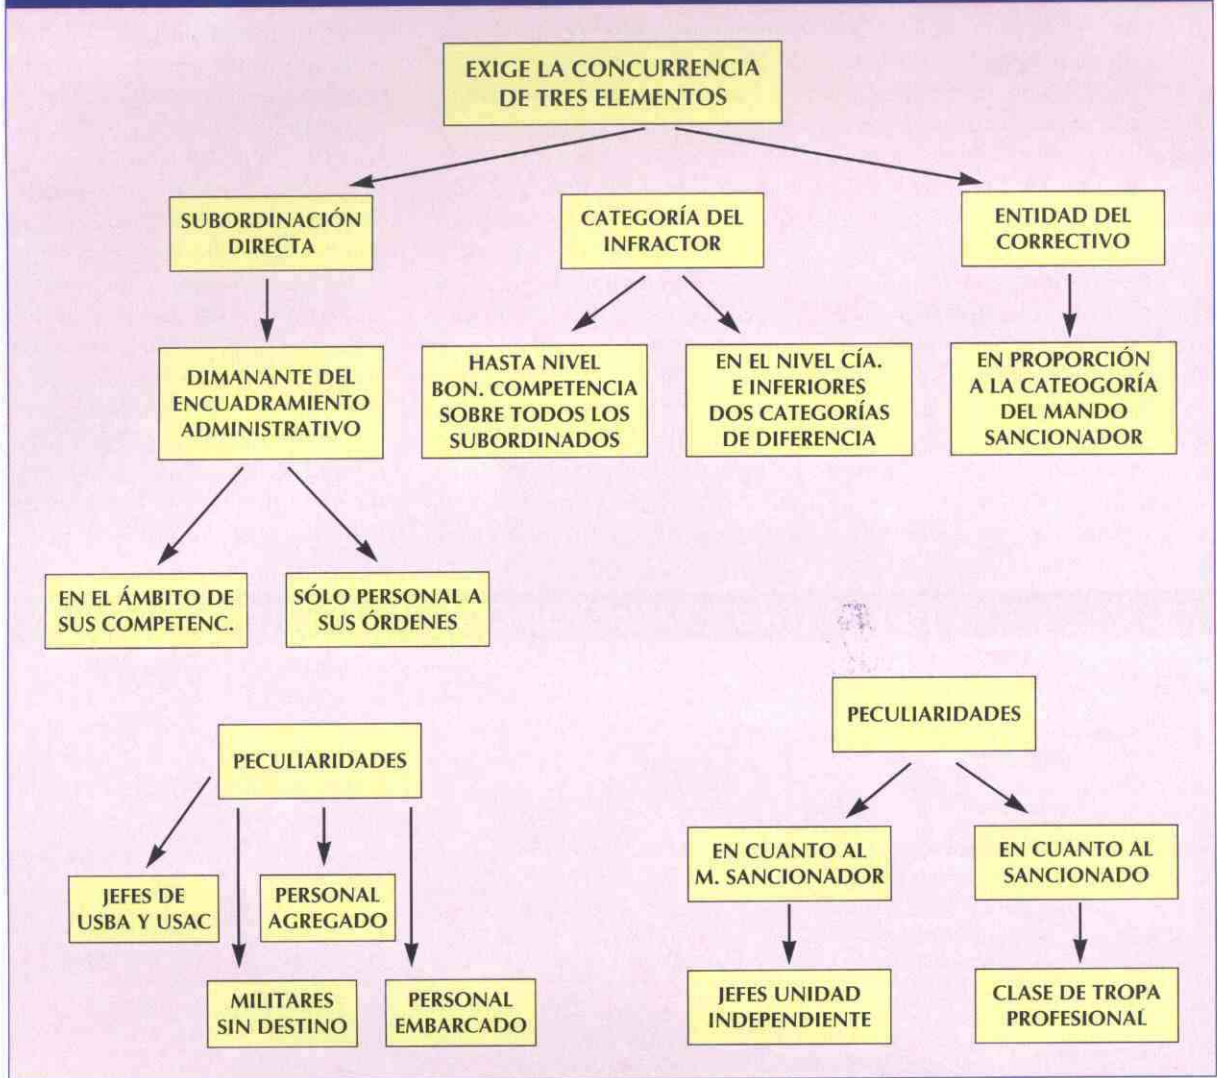 EXIGE LA CONCURRENCIA
DE TRES ELEMENTOS
SUBORDINACIÓN
DIRECTA
CATEGORÍA DEL
INFRACTOR
ENTIDAD DEL
CORRECTIVO
DIMANANTE DEL
ENCUADRAMIENTO
ADMINISTRATIVO
HASTA NIVEL
BON. COMPETENCIA
SOBRE TODOS LOS
SUBORDINADOS
EN EL NIVEL CÍA.
E INFERIORES
DOS CATEGORÍAS
DE DIFERENCIA
EN PROPORCIÓN
A LA CATEOGORÍA
DEL MANDO
SANCIONADOR
EN EL ÁMBITO DE
SUS COMPETENC.
SÓLO PERSONAL A
SUS ÓRDENES
PECULIARIDADES
JEFES DE
USBA Y USAC
PERSONAL
AGREGADO
MILITARES
SIN DESTINO
PERSONAL
EMBARCADO
PECULIARIDADES
EN CUANTO AL
M. SANCIONADOR
EN CUANTO AL
SANCIONADO
JEFES UNIDAD
INDEPENDIENTE
CLASE DE TROPA
PROFESIONAL